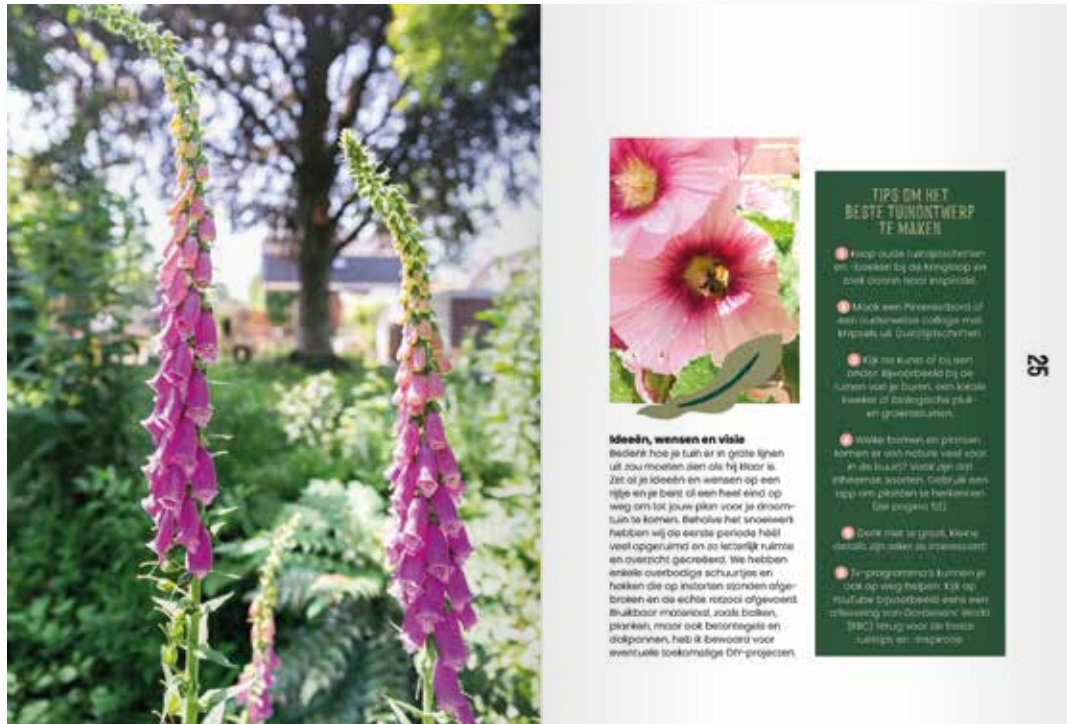 Ideeën, wensen en visie
Bedenk hoe je tuin er in grote lijnen
uit zou moeten zien als hij klaar is.
Zet al je ideeën en wensen op een
rijtje en je bent al een heel eind op
weg om tot jouw plan voor je droom-
tuin te komen. Behalve het snoeiwerk
hebben wij de eerste periode héél
veel opgeruimd en zo letterlijk ruimte
en overzicht gecreëerd. We hebben
enkele overbodige schuurtjes en
hokken die op instorten stonden afge-
broken en de echte rotzooi afgevoerd.
Bruikbaar materiaal, zoals balken,
planken, maar ook betontegels en
dakpannen, heb ik bewaard voor
eventuele toekomstige DIY-projecten.
TIPS OM HET
BESTE TUINONTWERP
TE MAKEN
1 Koop oude tuintijdschriften
en -boeken bij de kringloop en
zoek daarin naar inspiratie.
2 Maak een Pinterestbord of
een ouderwetse collage met
knipsels uit (tuin)tijdschriften.
3 Kijk de kunst af bij een
ander. Bijvoorbeeld bij de
tuinen van je buren, een lokale
kweker of biologische pluk-
en groentetuinen.
4 Welke bomen en planten
komen er van nature veel voor
in de buurt? Vaak zijn dat
inheemse soorten. Gebruik een
app om planten te herkennen
(zie pagina
5 Denk niet te groot, kleine
details zijn zeker zo interessant.
6 Tv-programma's kunnen je
ook op weg helpen. Kijk op
YouTube bijvoorbeeld eens een
aflevering van Gardeners' World
(BBC) terug voor de beste
tuintips en -inspiratie.
25